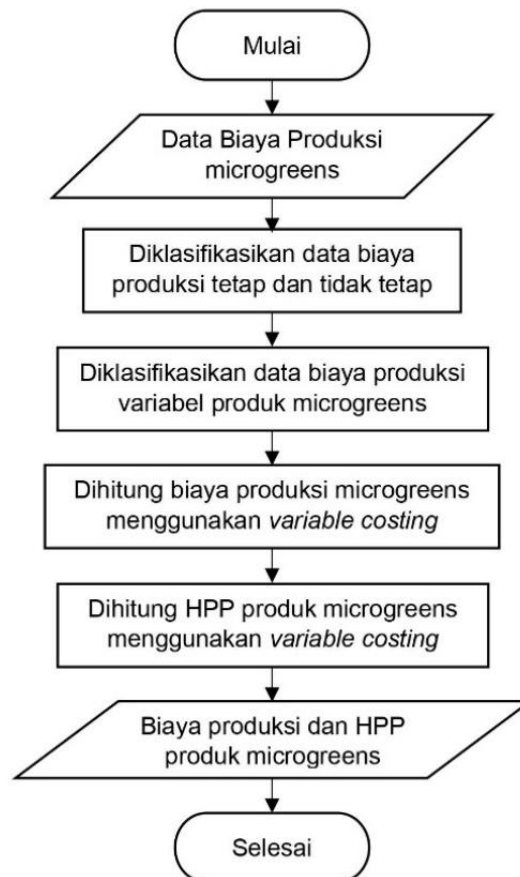 Mulai
Data Biaya Produksi
microgreens
Diklasifikasikan data biaya
produksi tetap dan tidak tetap
Diklasifikasikan data biaya produksi
variabel produk microgreens
Dihitung biaya produksi microgreens
menggunakan variable costing
Dihitung HPP produk microgreens
menggunakan variable costing
Biaya produksi dan HPP
produk microgreens
Selesai